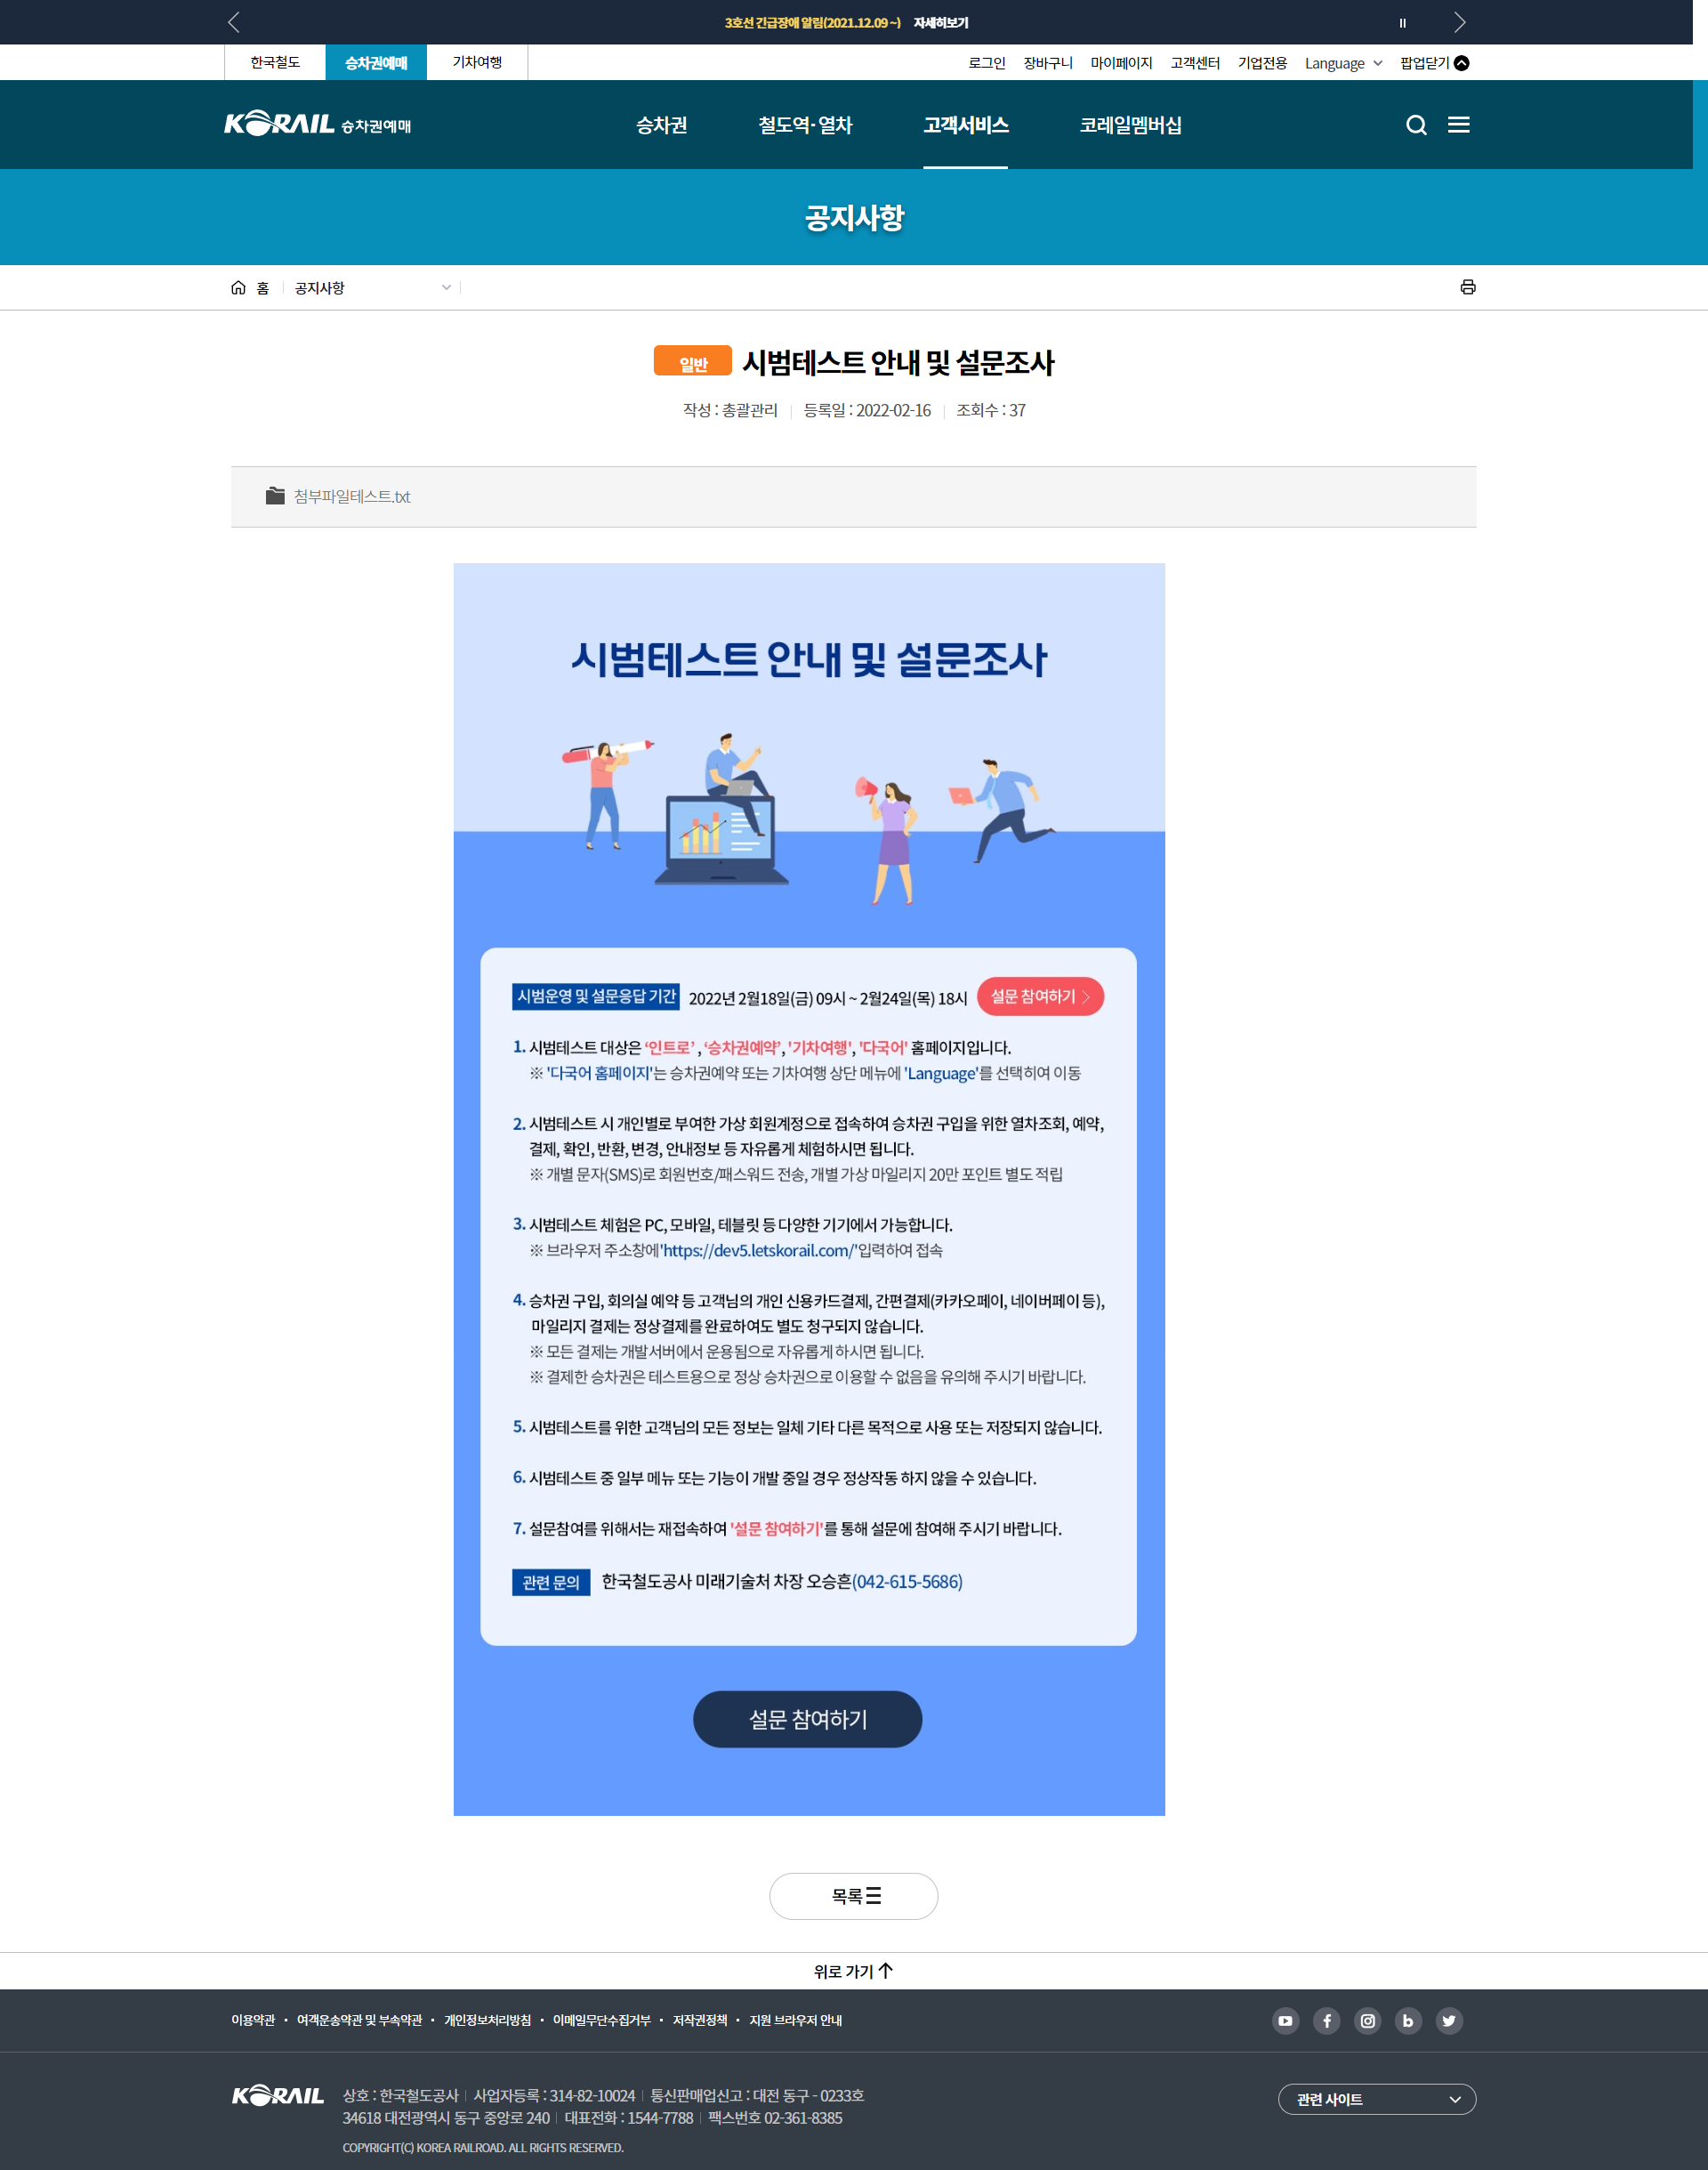 3호선 긴급장애 알림(2021.12.09 ~) 자세히보기
한국철도 승차권예매 기차여행 로그인 장바구니 마이페이지 고객센터 기업전용 Language 팝업닫기
KORAIL 승차권예매 승차권 철도역·열차 고객서비스 코레일멤버십
공지사항
홈 공지사항
일반 시범테스트 안내 및 설문조사
작성 : 총괄관리 등록일 : 2022-02-16 조회수 : 37
첨부파일테스트.txt
시범테스트 안내 및 설문조사
시범운영 및 설문응답 기간 2022년 2월18일(금) 09시 ~ 2월24일(목) 18시 설문 참여하기
1. 시범테스트 대상은 ‘인트로’ , ‘승차권예약’, '기차여행', '다국어' 홈페이지입니다.
※ '다국어 홈페이지'는 승차권예약 또는 기차여행 상단 메뉴에 'Language'를 선택히여 이동
2. 시범테스트 시 개인별로 부여한 가상 회원계정으로 접속하여 승차권 구입을 위한 열차조회, 예약,
결제, 확인, 반환, 변경, 안내정보 등 자유롭게 체험하시면 됩니다.
※ 개별 문자(SMS)로 회원번호/패스워드 전송, 개별 가상 마일리지 20만 포인트 별도 적립
3. 시범테스트 체험은 PC, 모바일, 테블릿 등 다양한 기기에서 가능합니다.
※ 브라우저 주소창에'https://dev5.letskorail.com/'입력하여 접속
4. 승차권 구입, 회의실 예약 등 고객님의 개인 신용카드결제, 간편결제(카카오페이, 네이버페이 등),
마일리지 결제는 정상결제를 완료하여도 별도 청구되지 않습니다.
※ 모든 결제는 개발서버에서 운용됨으로 자유롭게 하시면 됩니다.
※ 결제한 승차권은 테스트용으로 정상 승차권으로 이용할 수 없음을 유의해 주시기 바랍니다.
5. 시범테스트를 위한 고객님의 모든 정보는 일체 기타 다른 목적으로 사용 또는 저장되지 않습니다.
6. 시범테스트 중 일부 메뉴 또는 기능이 개발 중일 경우 정상작동 하지 않을 수 있습니다.
7. 설문참여를 위해서는 재접속하여 '설문 참여하기'를 통해 설문에 참여해 주시기 바랍니다.
관련 문의 한국철도공사 미래기술처 차장 오승흔(042-615-5686)
설문 참여하기
목록
위로 가기
이용약관 • 여객운송약관 및 부속약관 • 개인정보처리방침 • 이메일무단수집거부 • 저작권정책 • 지원 브라우저 안내
KORAIL 상호 : 한국철도공사 사업자등록 : 314-82-10024 통신판매업신고 : 대전 동구 - 0233호 관련 사이트
34618 대전광역시 동구 중앙로 240 대표전화 : 1544-7788 팩스번호 02-361-8385
COPYRIGHT(C) KOREA RAILROAD. ALL RIGHTS RESERVED.